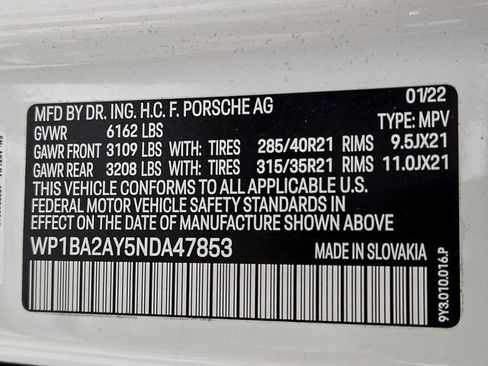 MFD BY DR. ING. H.C. F. PORSCHE AG 01/22
GVWR 6162 LBS TYPE: MPV
GAWR FRONT 3109 LBS WITH: TIRES 285/40R21 RIMS 9.5JX21
GAWR REAR 3208 LBS WITH: TIRES 315/35R21 RIMS 11.0JX21
THIS VEHICLE CONFORMS TO ALL APPLICABLE
FEDERAL MOTOR VEHICLE SAFETY STANDARDS IN
EFFECT ON THE DATE OF MANUFACTURE SHOWN ABOVE
WP1BA2AY5NDA47853 MADE IN SLOVAKIA
9Y3.010.016.P